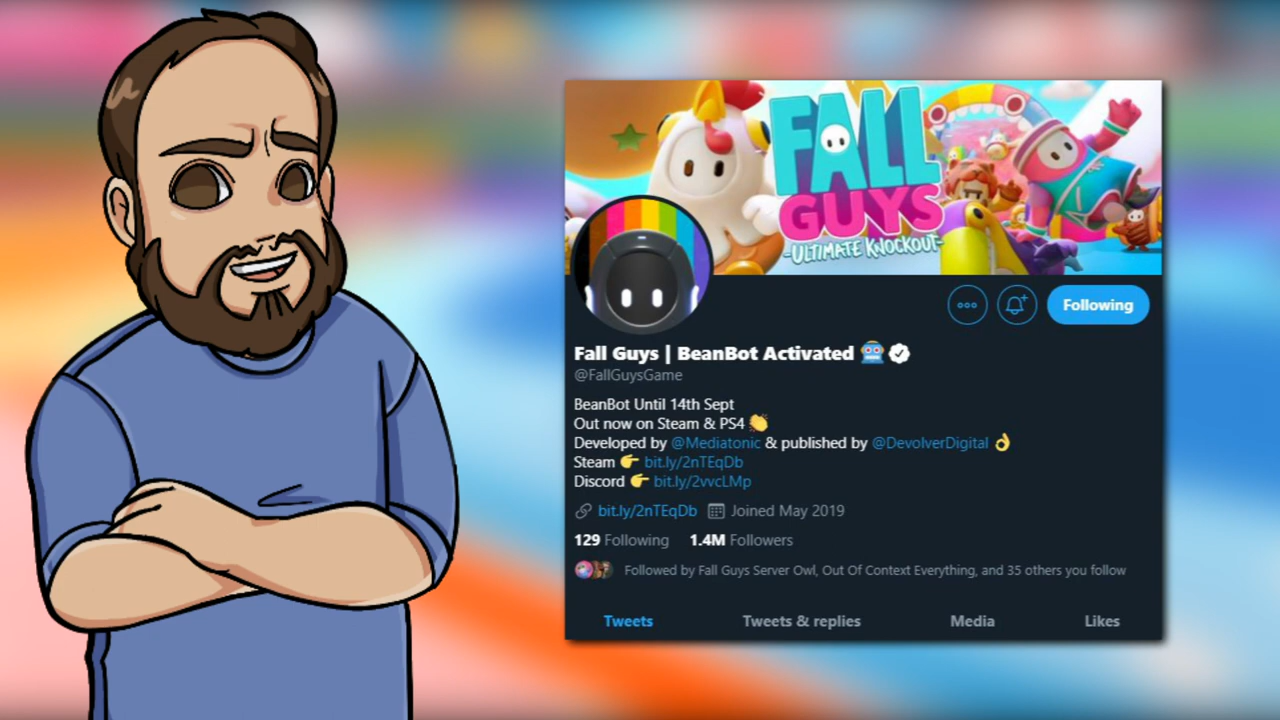 FALL
GUYS
-ULTIMATE KNOCKOUT-
Following
Fall Guys | BeanBot Activated 🤖
@FallGuysGame
BeanBot Until 14th Sept
Out now on Steam & PS4 👏
Developed by @Mediatonic & published by @DevolverDigital 👌
Steam 👉 bit.ly/2nTEqDb
Discord 👉 bit.ly/2vvcLMp
bit.ly/2nTEqDb Joined May 2019
129 Following 1.4M Followers
Followed by Fall Guys Server Owl, Out Of Context Everything, and 35 others you follow
Tweets Tweets & replies Media Likes